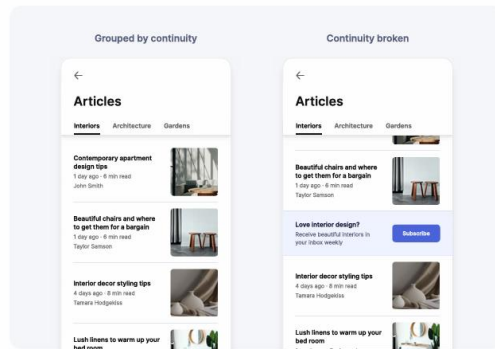 Grouped by continuity
Articles
Interiors Architecture Gardens
Contemporary apartment
design tips
1 day ago · 6 min read
John Smith
Beautiful chairs and where
to get them for a bargain
1 day ago · 6 min read
Taylor Samson
Interior decor styling tips
4 days ago · 8 min read
Tamara Hodgekiss
Lush linens to warm up your
bed room
Continuity broken
Articles
Interiors Architecture Gardens
Beautiful chairs and where
to get them for a bargain
1 day ago · 6 min read
Taylor Samson
Love interior design?
Receive beautiful interiors in
your inbox weekly
Subscribe
Interior decor styling tips
4 days ago · 8 min read
Tamara Hodgekiss
Lush linens to warm up your
bed room